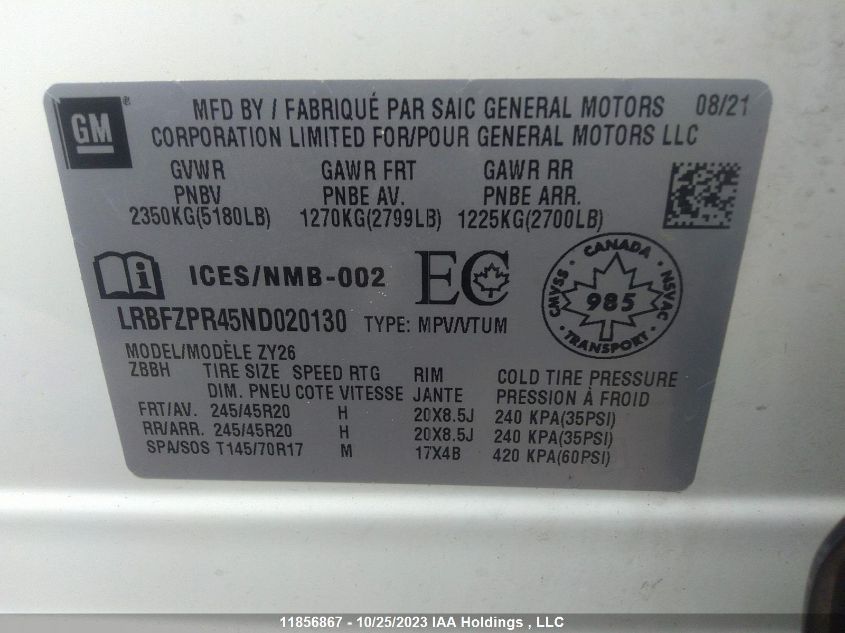 GM
MFD BY / FABRIQUÉ PAR SAIC GENERAL MOTORS 08/21
CORPORATION LIMITED FOR/POUR GENERAL MOTORS LLC
GVWR GAWR FRT GAWR RR
PNBV PNBE AV. PNBE ARR.
2350KG(5180LB) 1270KG(2799LB) 1225KG(2700LB)
ICES/NMB-002 EC
CANADA
CMVSS 985 NSVAC
TRANSPORT
LRBFZPR45ND020130 TYPE: MPV/VTUM
MODEL/MODÈLE ZY26
ZBBH TIRE SIZE SPEED RTG RIM COLD TIRE PRESSURE
DIM. PNEU COTE VITESSE JANTE PRESSION À FROID
FRT/AV. 245/45R20 H 20X8.5J 240 KPA(35PSI)
RR/ARR. 245/45R20 H 20X8.5J 240 KPA(35PSI)
SPA/SOS T145/70R17 M 17X4B 420 KPA(60PSI)
11856867 - 10/25/2023 IAA Holdings , LLC